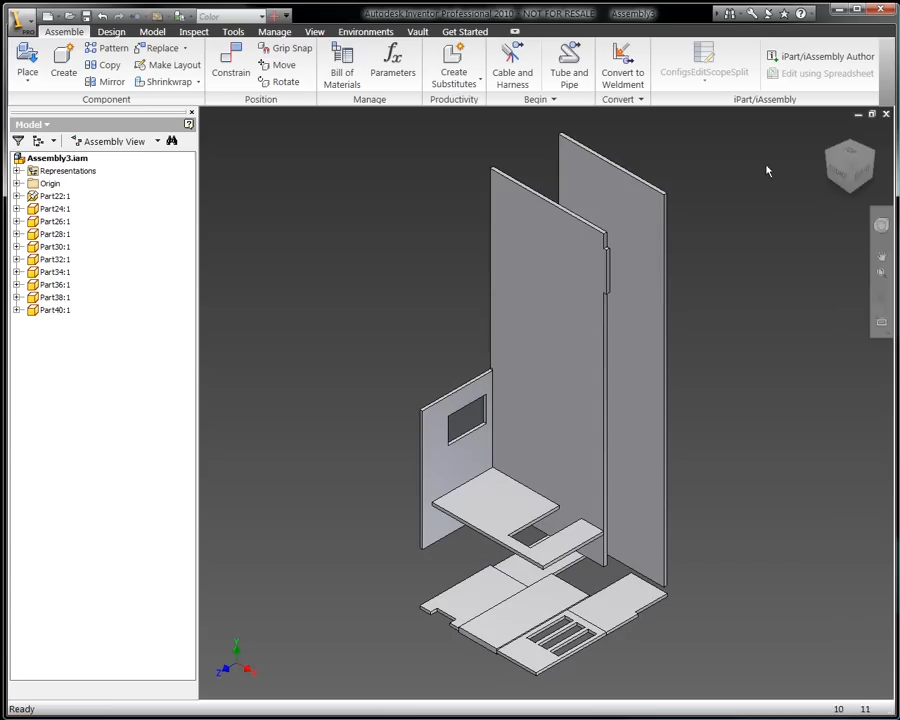 Color
Autodesk Inventor Professional 2010 - NOT FOR RESALE Assembly3
PRO
Assemble Design Model Inspect Tools Manage View Environments Vault Get Started
Place
Create
Pattern
Copy
Mirror
Replace
Make Layout
Shrinkwrap
Component
Constraint
Grip Snap
Move
Rotate
Position
Bill of
Materials
Parameters
Manage
Create
Substitutes
Productivity
Cable and
Harness
Tube and
Pipe
Begin
Convert to
Weldment
Convert
ConfigsEditScopeSplit
iPart/iAssembly Author
Edit using Spreadsheet
iPart/iAssembly
Model
Assembly View
Assembly3.iam
Representations
Origin
Part22:1
Part24:1
Part26:1
Part28:1
Part30:1
Part32:1
Part34:1
Part36:1
Part38:1
Part40:1
Ready
10 11